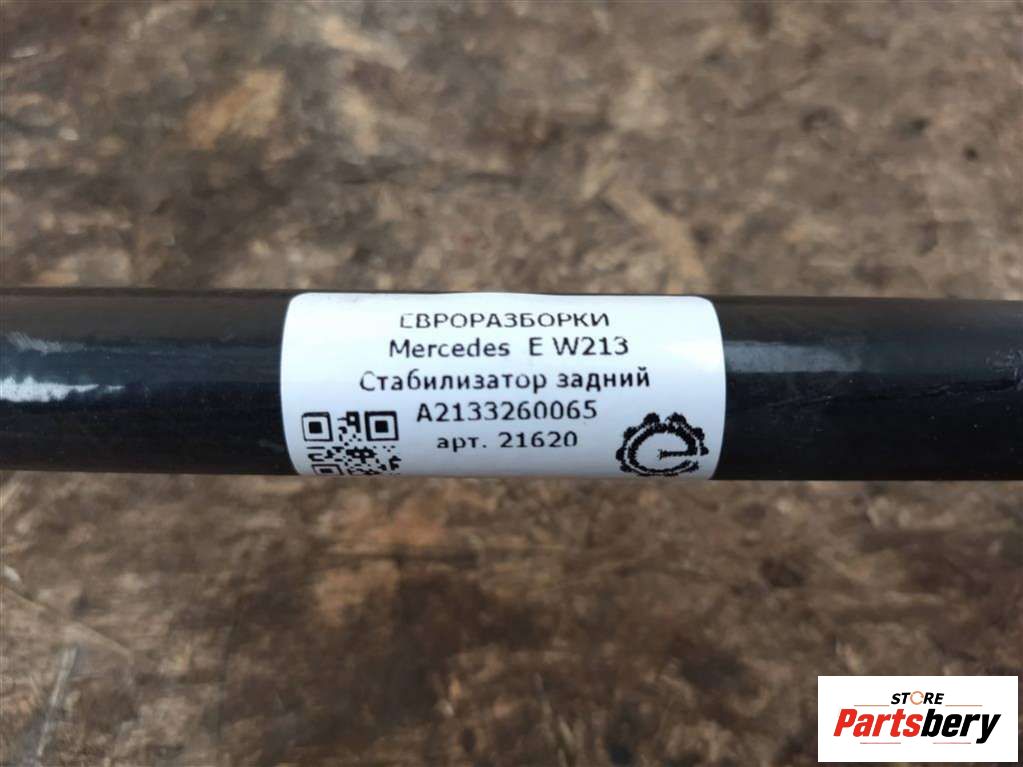 ЕВРОРАЗБОРКИ
Mercedes E W213
Стабилизатор задний
A2133260065
арт. 21620
STORE
Partsbery